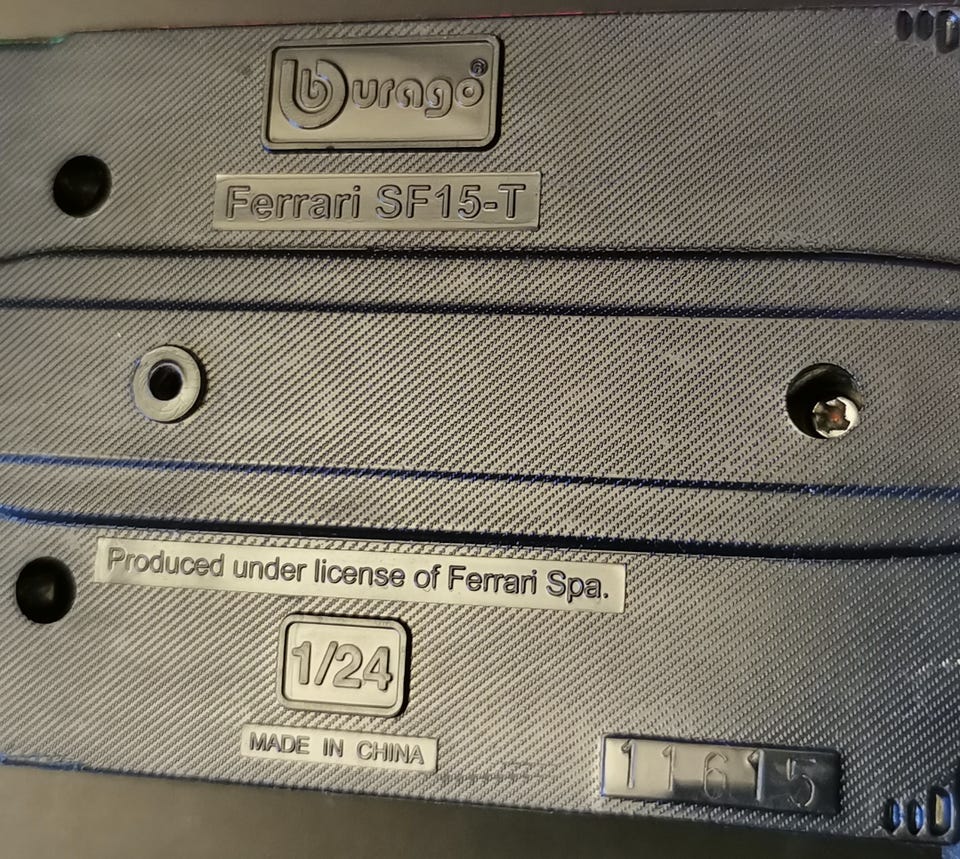 burago®
Ferrari SF15-T
Produced under license of Ferrari Spa.
1/24
MADE IN CHINA
11615